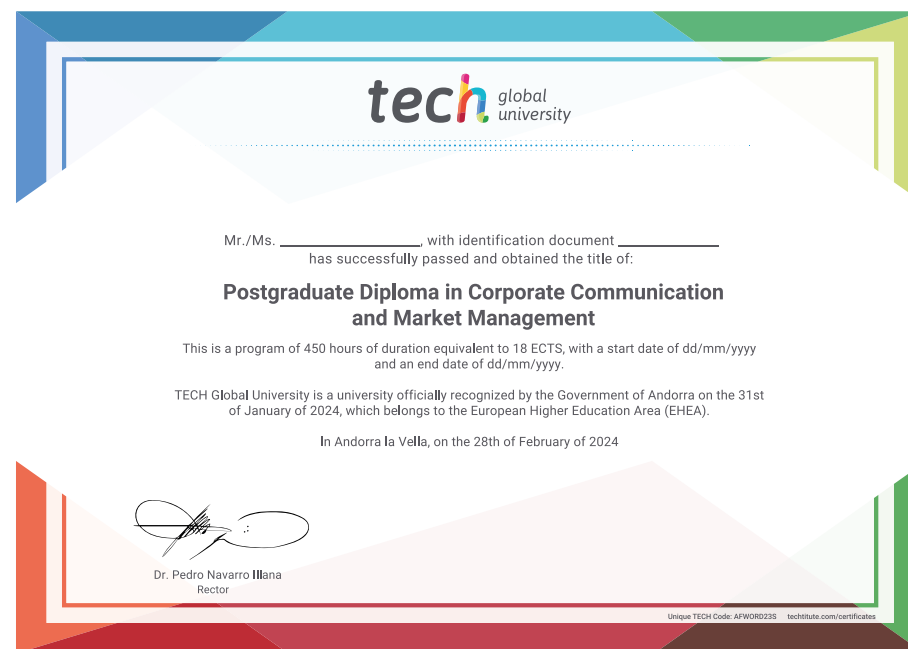 tech global university
Mr./Ms. ____________, with identification document ____________
has successfully passed and obtained the title of:
Postgraduate Diploma in Corporate Communication
and Market Management
This is a program of 450 hours of duration equivalent to 18 ECTS, with a start date of dd/mm/yyyy
and an end date of dd/mm/yyyy.
TECH Global University is a university officially recognized by the Government of Andorra on the 31st
of January of 2024, which belongs to the European Higher Education Area (EHEA).
In Andorra la Vella, on the 28th of February of 2024
Dr. Pedro Navarro Illana
Rector
Unique TECH Code: AFWORD23S techtitute.com/certificates